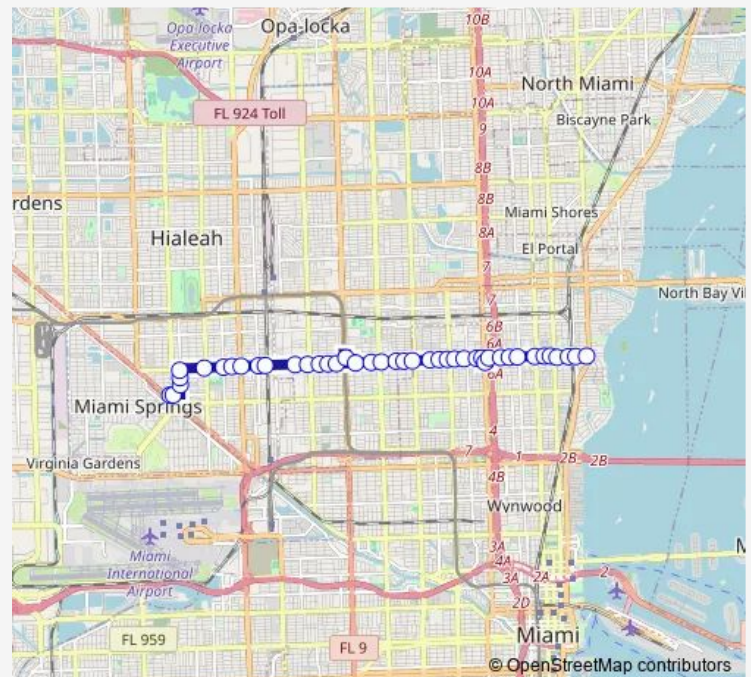 10B
Opa-locka
Opa locka
Executive
Airport
10A
North Miami
10A
FL 924 Toll
9
Biscayne Park
8B
rdens
8B
Miami Shores
8A
Hialeah
El Portal
7
7
North Bay Vil
6B
6A
6A
Miami Springs
4
Virginia Gardens
7
1
2B
2B
4B
Wynwood
3A
4A
3A
2A
2
Miami
International
Airport
2D
FL 959
FL 9
Miami
© OpenStreetMap contributors